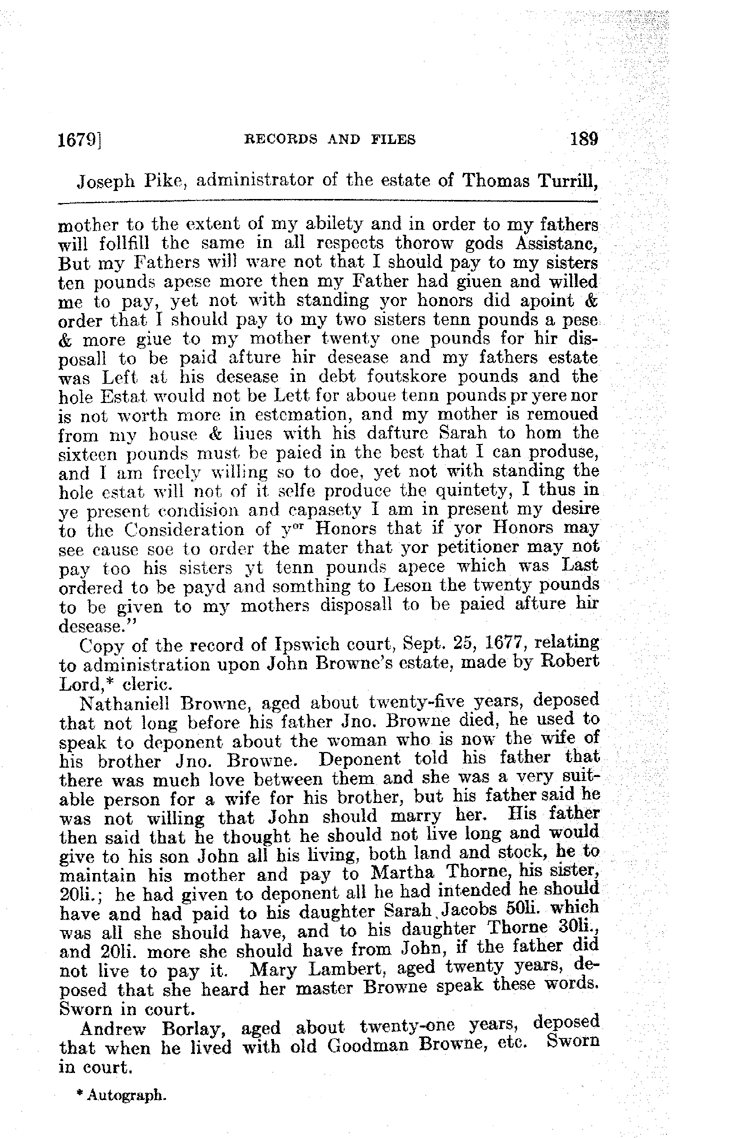 1679] RECORDS AND FILES 189
Joseph Pike, administrator of the estate of Thomas Turrill,
mother to the extent of my abilety and in order to my fathers
will follfill the same in all respects thorow gods Assistanc,
But my Fathers will ware not that I should pay to my sisters
ten pounds apese more then my Father had giuen and willed
me to pay, yet not with standing yor honors did apoint &
order that I should pay to my two sisters tenn pounds a pese
& more giue to my mother twenty one pounds for hir dis-
posall to be paid afture hir desease and my fathers estate
was Left at his desease in debt foutskore pounds and the
hole Estat would not be Lett for aboue tenn pounds pr yere nor
is not worth more in estemation, and my mother is remoued
from my house & liues with his dafture Sarah to hom the
sixteen pounds must be paied in the best that I can produse,
and I am freely willing so to doe, yet not with standing the
hole estat will not of it selfe produce the quintety, I thus in
ye present condision and capasety I am in present my desire
to the Consideration of yor Honors that if yor Honors may
see cause soe to order the mater that yor petitioner may not
pay too his sisters yt tenn pounds apece which was Last
ordered to be payd and somthing to Leson the twenty pounds
to be given to my mothers disposall to be paied afture hir
desease."
Copy of the record of Ipswich court, Sept. 25, 1677, relating
to administration upon John Browne's estate, made by Robert
Lord,* cleric.
Nathaniell Browne, aged about twenty-five years, deposed
that not long before his father Jno. Browne died, he used to
speak to deponent about the woman who is now the wife of
his brother Jno. Browne. Deponent told his father that
there was much love between them and she was a very suit-
able person for a wife for his brother, but his father said he
was not willing that John should marry her. His father
then said that he thought he should not live long and would
give to his son John all his living, both land and stock, he to
maintain his mother and pay to Martha Thorne, his sister,
20li.; he had given to deponent all he had intended he should
have and had paid to his daughter Sarah Jacobs 50li. which
was all she should have, and to his daughter Thorne 30li.,
and 20li. more she should have from John, if the father did
not live to pay it. Mary Lambert, aged twenty years, de-
posed that she heard her master Browne speak these words.
Sworn in court.
Andrew Borlay, aged about twenty-one years, deposed
that when he lived with old Goodman Browne, etc. Sworn
in court.
* Autograph.